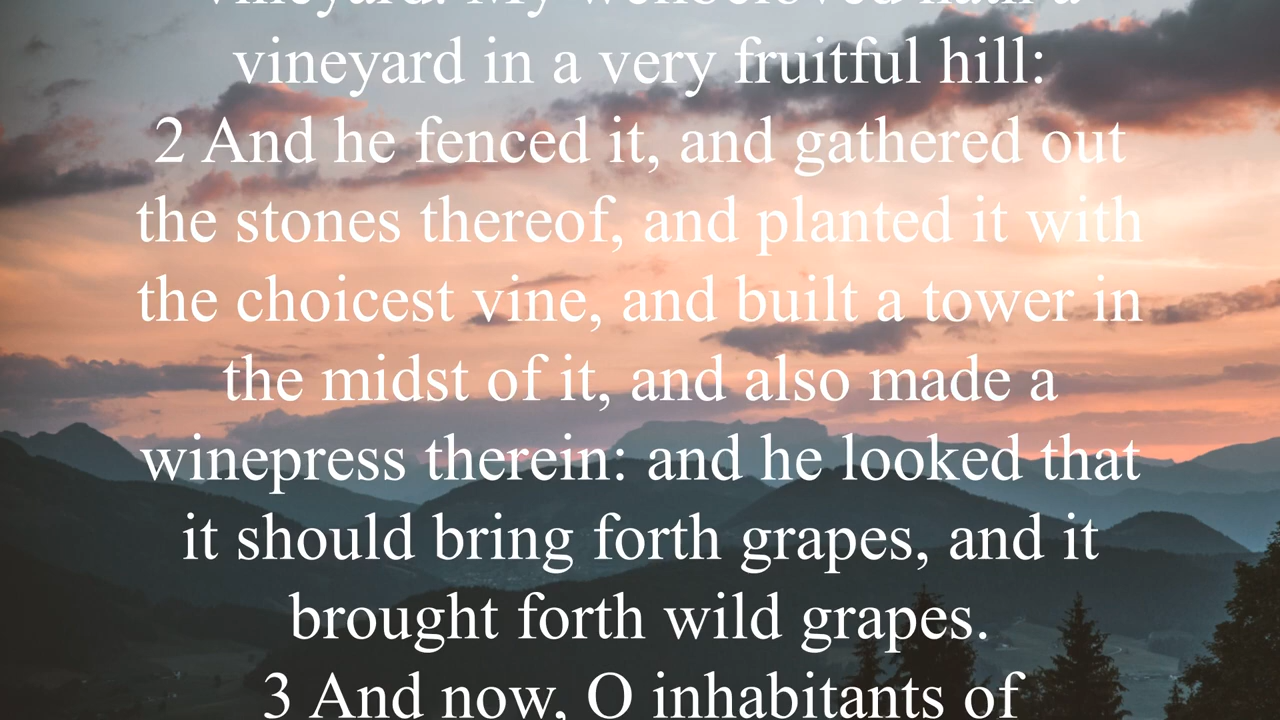 vineyard. My wellbeloved hath a
vineyard in a very fruitful hill:
2 And he fenced it, and gathered out
the stones thereof, and planted it with
the choicest vine, and built a tower in
the midst of it, and also made a
winepress therein: and he looked that
it should bring forth grapes, and it
brought forth wild grapes.
3 And now, O inhabitants of